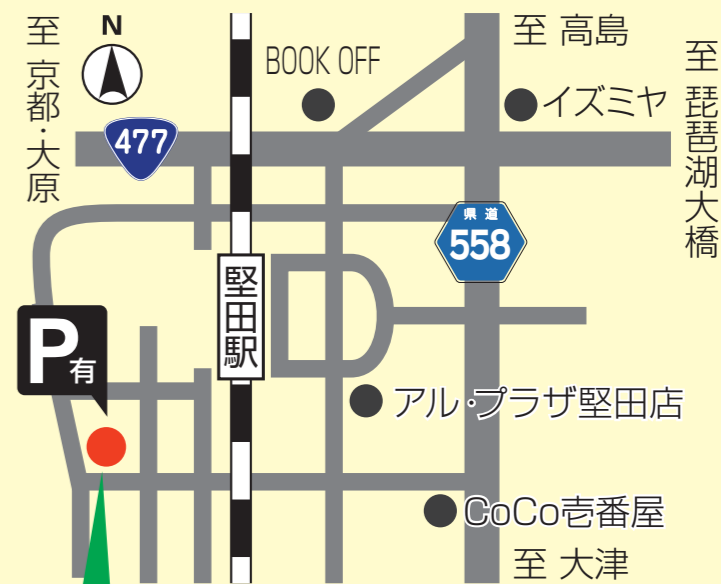 至 京都・大原
N
BOOK OFF
至 高島
イズミヤ
至 琵琶湖大橋
477
県道
558
堅田駅
P有
アル・プラザ堅田店
CoCo壱番屋
至 大津